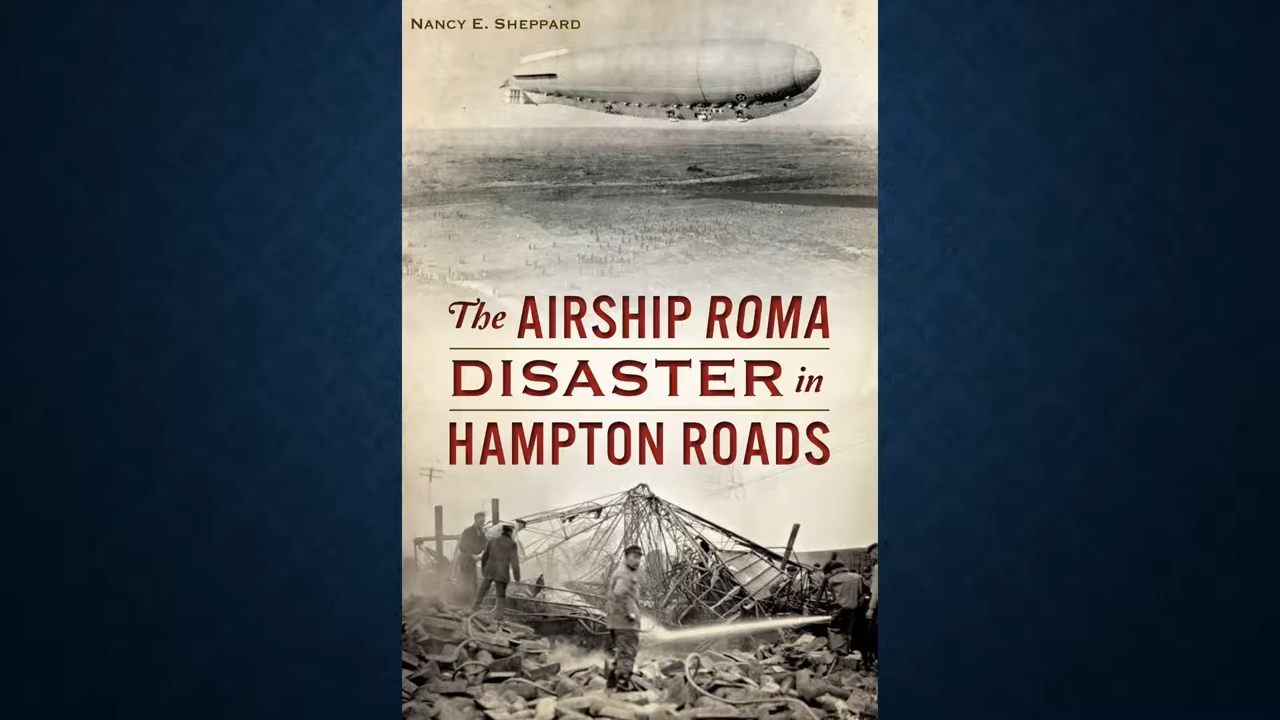 Nancy E. Sheppard
The AIRSHIP ROMA
DISASTER in
HAMPTON ROADS